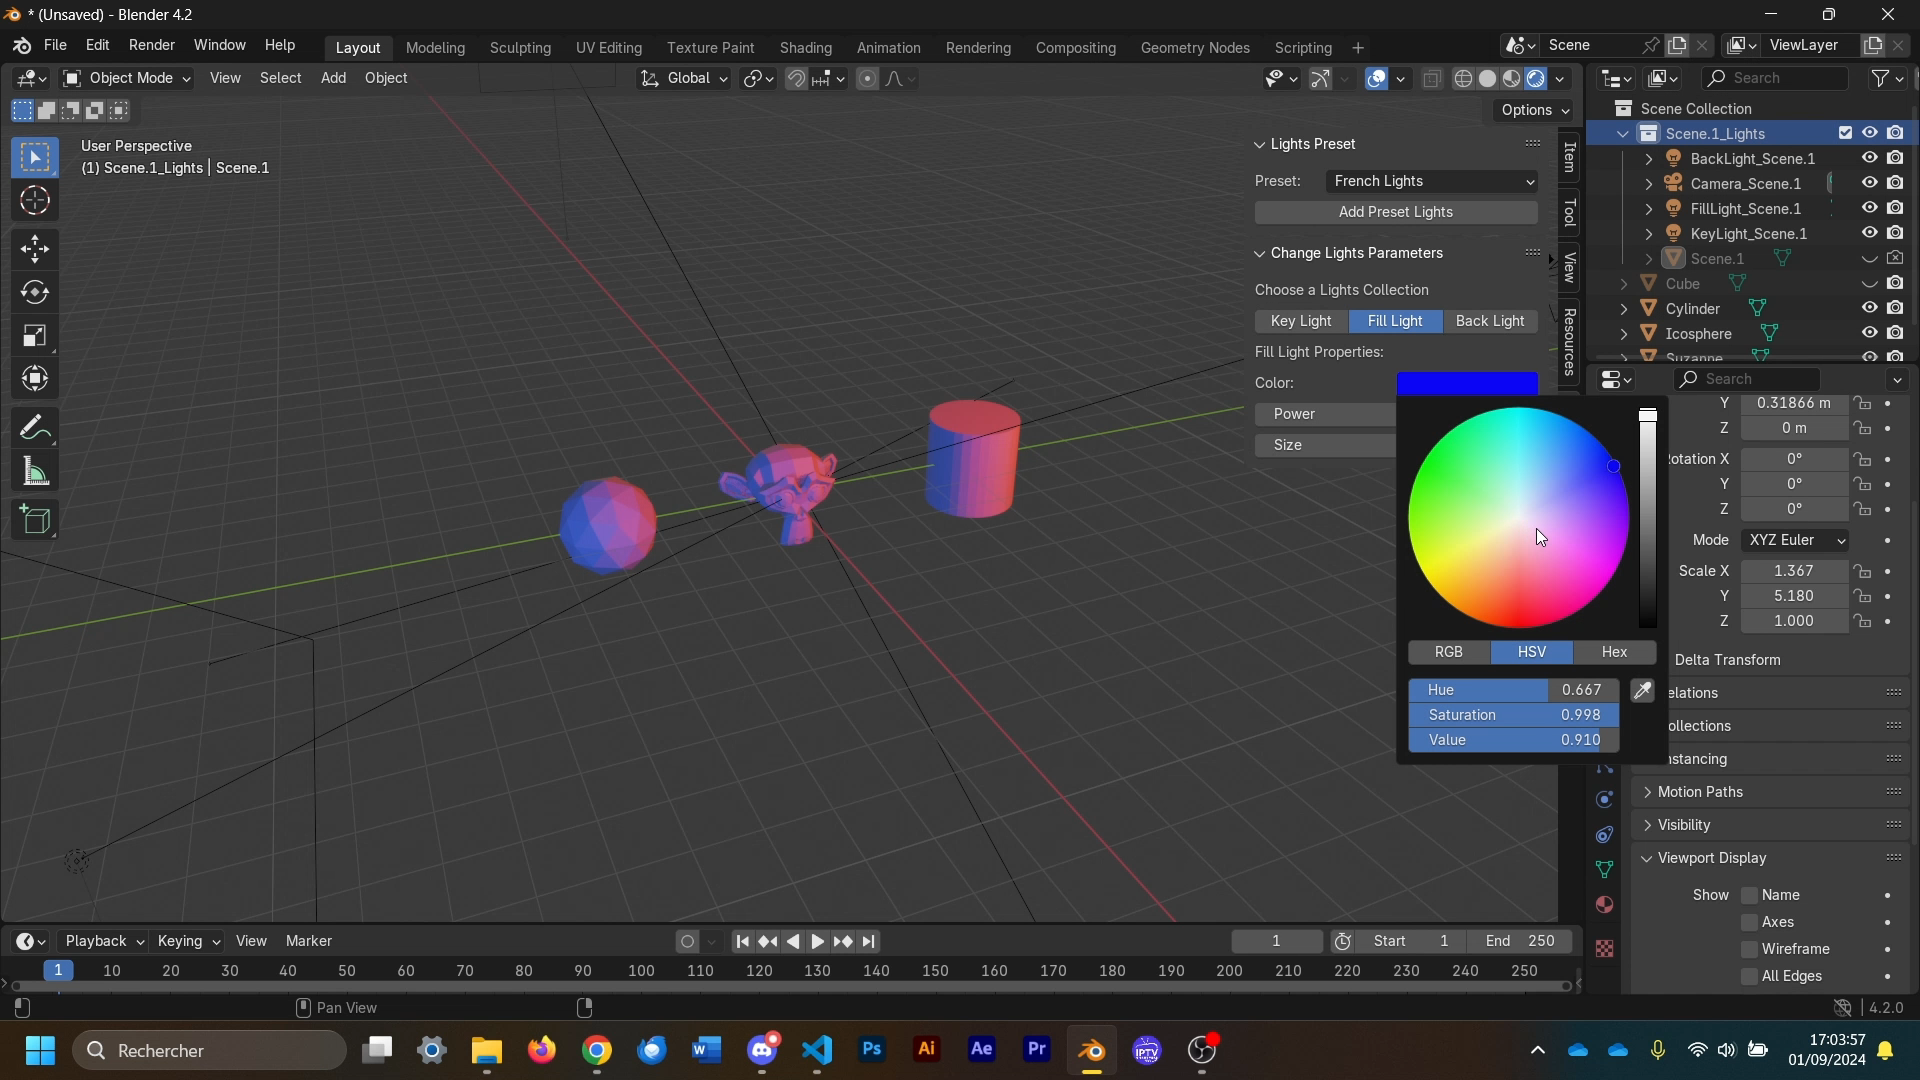 * (Unsaved) - Blender 4.2
File Edit Render Window Help
Layout Modeling Sculpting UV Editing Texture Paint Shading Animation Rendering Compositing Geometry Nodes Scripting +
Scene
ViewLayer
Object Mode View Select Add Object
Global
Search
Options
User Perspective
(1) Scene.1_Lights | Scene.1
Lights Preset
Preset: French Lights
Add Preset Lights
Change Lights Parameters
Choose a Lights Collection
Key Light Fill Light Back Light
Fill Light Properties:
Color:
Power
Size
Item
Tool
View
Resources
RGB HSV Hex
Hue 0.667
Saturation 0.998
Value 0.910
Scene Collection
Scene.1_Lights
BackLight_Scene.1
Camera_Scene.1
FillLight_Scene.1
KeyLight_Scene.1
Scene.1
Cube
Cylinder
Icosphere
Suzanne
Search
Y 0.31866 m
Z 0 m
otation X 0°
Y 0°
Z 0°
Mode XYZ Euler
Scale X 1.367
Y 5.180
Z 1.000
Delta Transform
elations
ollections
nstancing
Motion Paths
Visibility
Viewport Display
Show Name
Axes
Wireframe
All Edges
Playback Keying View Marker
1
Start 1 End 250
1 10 20 30 40 50 60 70 80 90 100 110 120 130 140 150 160 170 180 190 200 210 220 230 240 250
Pan View
4.2.0
Rechercher
W
Ps
Ai
Ae
Pr
IPTV
17:03:57
01/09/2024